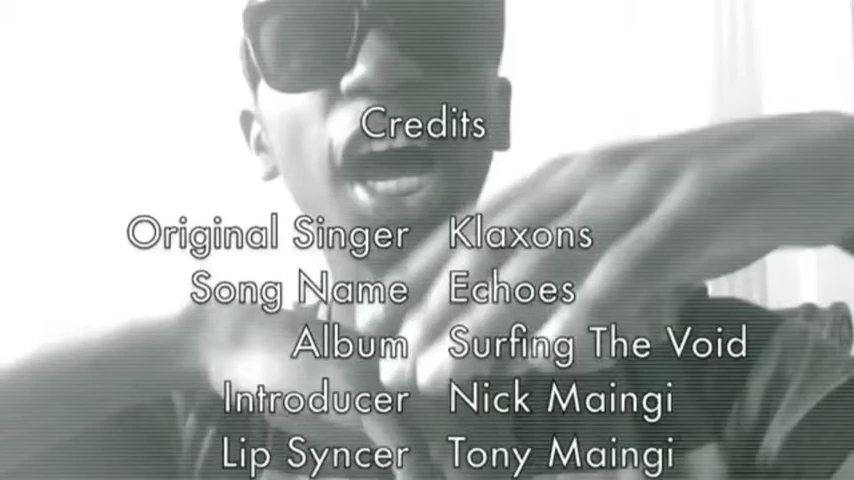 Credits
Original Singer Klaxons
Song Name Echoes
Album Surfing The Void
Introducer Nick Maingi
Lip Syncer Tony Maingi